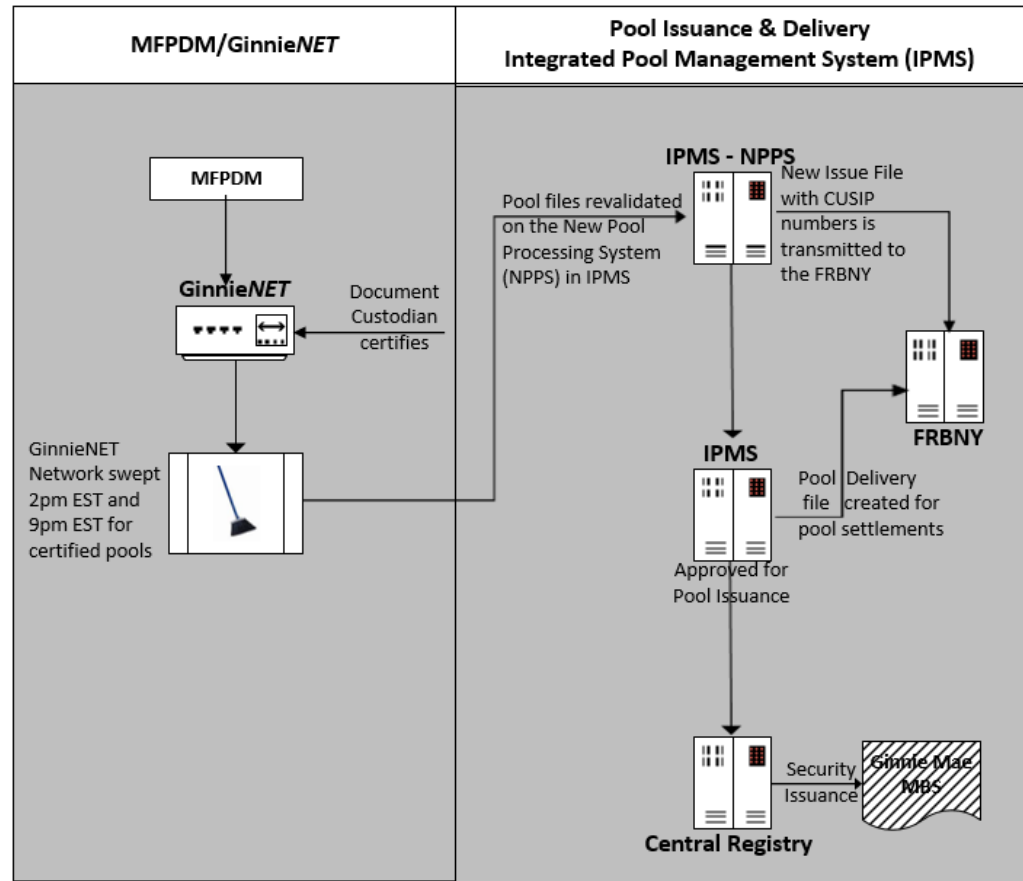 MFPDM/GinnieNET
Pool Issuance & Delivery
Integrated Pool Management System (IPMS)
MFPDM
GinnieNET
Document
Custodian
certifies
GinnieNET
Network swept
2pm EST and
9pm EST for
certified pools
Pool files revalidated
on the New Pool
Processing System
(NPPS) in IPMS
IPMS - NPPS
New Issue File
with CUSIP
numbers is
transmitted to
the FRBNY
FRBNY
IPMS
Pool Delivery
file created for
pool settlements
Approved for
Pool Issuance
Central Registry
Security
Issuance
Ginnie Mae
MBS